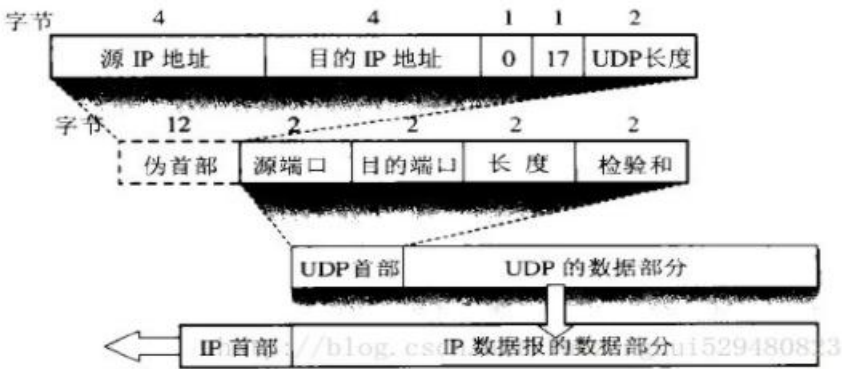 字节 4 4 1 1 2
源 IP 地址 目的 IP 地址 0 17 UDP长度
字节 12 2 2 2 2
伪首部 源端口 目的端口 长 度 检验和
UDP首部 UDP 的数据部分
IP 首部 IP 数据报的数据部分